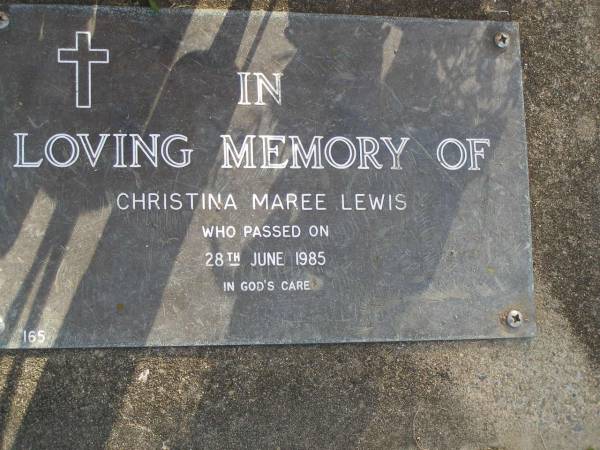 IN
LOVING MEMORY OF
CHRISTINA MAREE LEWIS
WHO PASSED ON
28TH JUNE 1985
IN GOD'S CARE
165